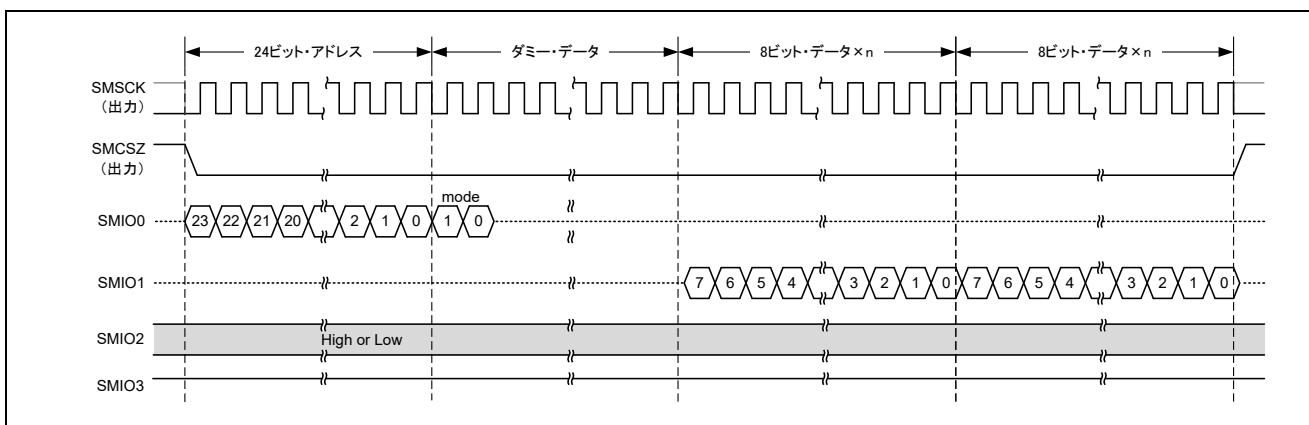 24ビット・アドレス ダミー・データ 8ビット・データ×n 8ビット・データ×n
SMSCK
（出力）
SMCSZ
（出力）
mode
SMIO0 23 22 21 20 2 1 0 1 0
SMIO1 7 6 5 4 3 2 1 0 7 6 5 4 3 2 1 0
SMIO2 High or Low
SMIO3